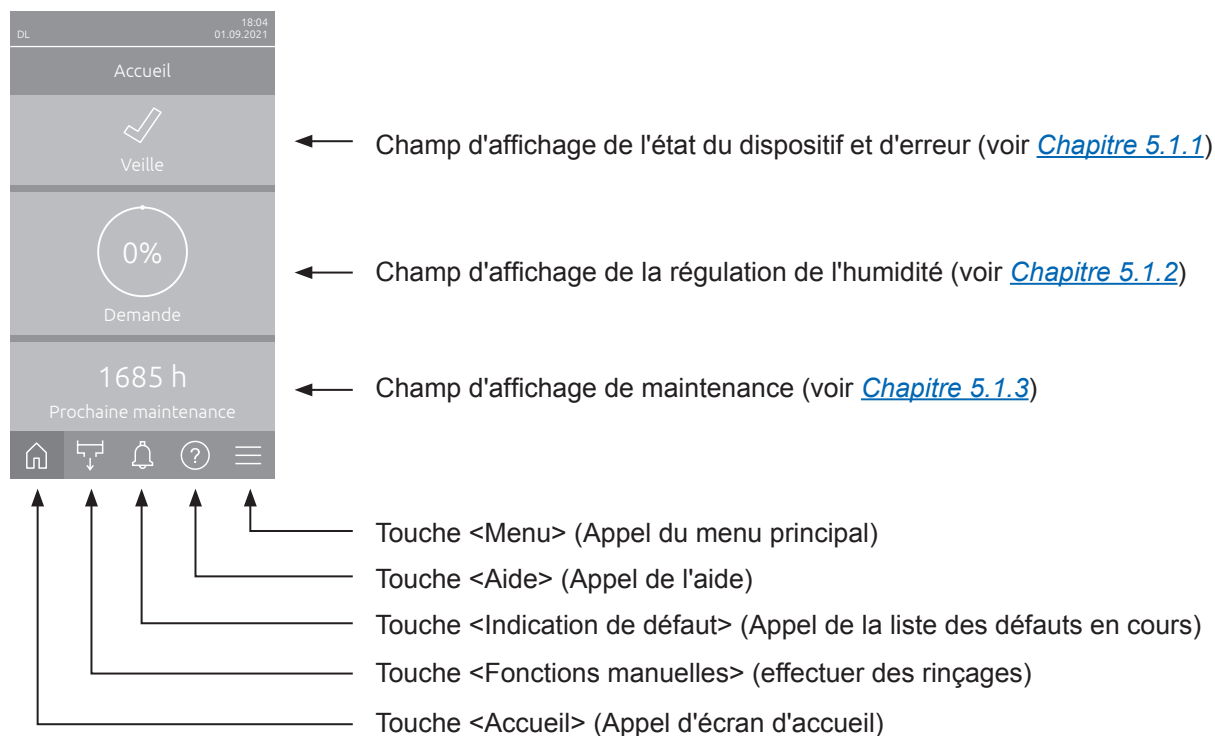 18:04
DL 01.09.2021
Accueil
Veille
Champ d'affichage de l'état du dispositif et d'erreur (voir Chapitre 5.1.1)
0%
Demande
Champ d'affichage de la régulation de l'humidité (voir Chapitre 5.1.2)
1685 h
Prochaine maintenance
Champ d'affichage de maintenance (voir Chapitre 5.1.3)
?
Touche <Menu> (Appel du menu principal)
Touche <Aide> (Appel de l'aide)
Touche <Indication de défaut> (Appel de la liste des défauts en cours)
Touche <Fonctions manuelles> (effectuer des rinçages)
Touche <Accueil> (Appel d'écran d'accueil)